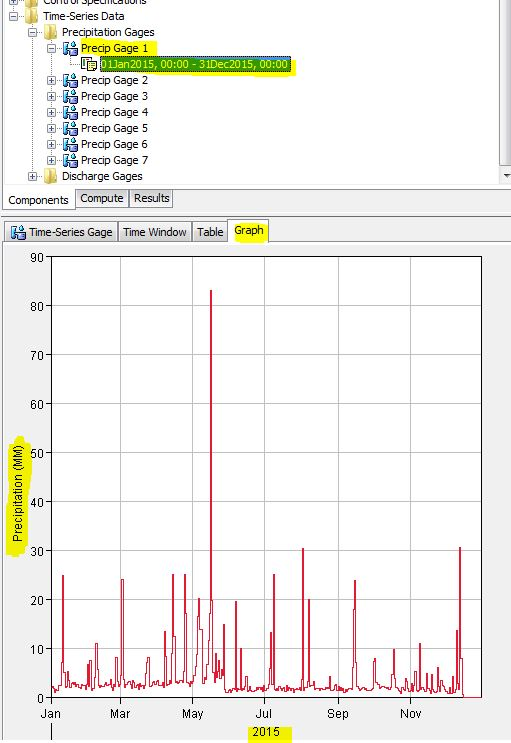 Control Specifications
Time-Series Data
Precipitation Gages
Precip Gage 1
01Jan2015, 00:00 - 31Dec2015, 00:00
Precip Gage 2
Precip Gage 3
Precip Gage 4
Precip Gage 5
Precip Gage 6
Precip Gage 7
Discharge Gages
Components Compute Results
Time-Series Gage Time Window Table Graph
90
80
70
60
50
40
30
20
10
0
Precipitation (MM)
Jan Mar May Jul Sep Nov
2015